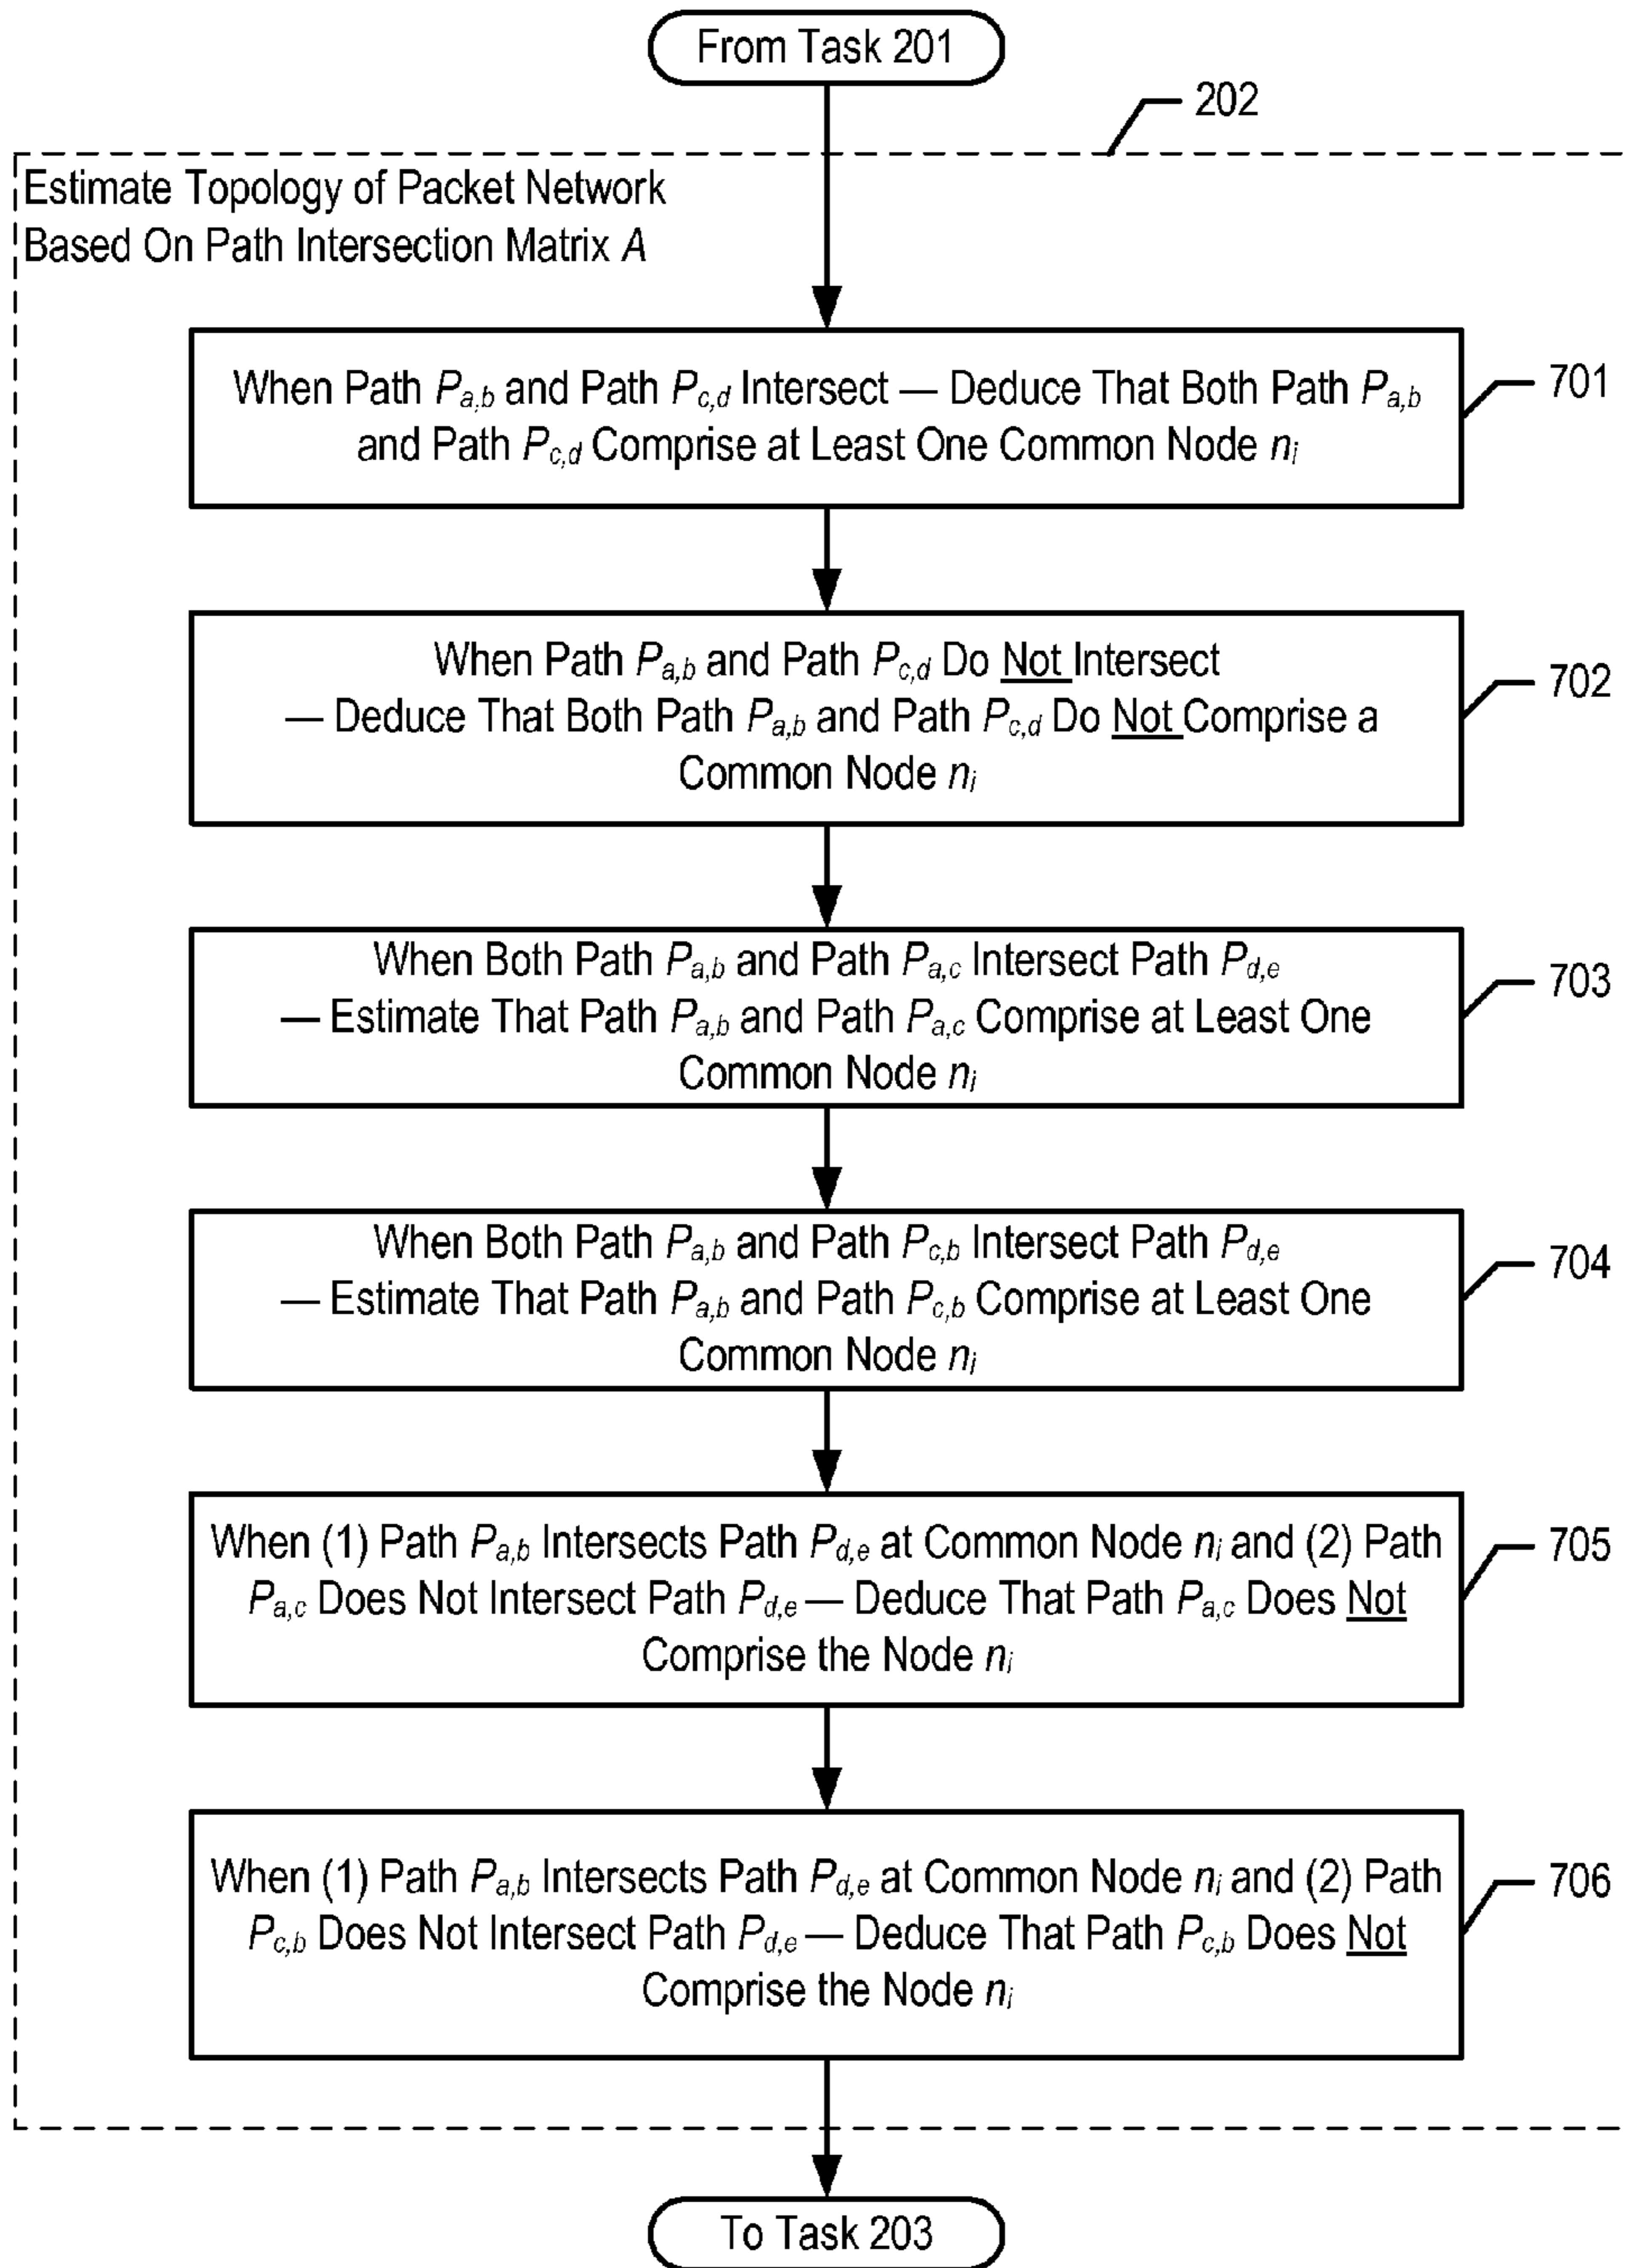 From Task 201
202
Estimate Topology of Packet Network
Based On Path Intersection Matrix A
When Path Pa,b and Path Pc,d Intersect — Deduce That Both Path Pa,b
and Path Pc,d Comprise at Least One Common Node ni
701
When Path Pa,b and Path Pc,d Do Not Intersect
— Deduce That Both Path Pa,b and Path Pc,d Do Not Comprise a
Common Node ni
702
When Both Path Pa,b and Path Pa,c Intersect Path Pd,e
— Estimate That Path Pa,b and Path Pa,c Comprise at Least One
Common Node ni
703
When Both Path Pa,b and Path Pc,b Intersect Path Pd,e
— Estimate That Path Pa,b and Path Pc,b Comprise at Least One
Common Node ni
704
When (1) Path Pa,b Intersects Path Pd,e at Common Node ni and (2) Path
Pa,c Does Not Intersect Path Pd,e — Deduce That Path Pa,c Does Not
Comprise the Node ni
705
When (1) Path Pa,b Intersects Path Pd,e at Common Node ni and (2) Path
Pc,b Does Not Intersect Path Pd,e — Deduce That Path Pc,b Does Not
Comprise the Node ni
706
To Task 203